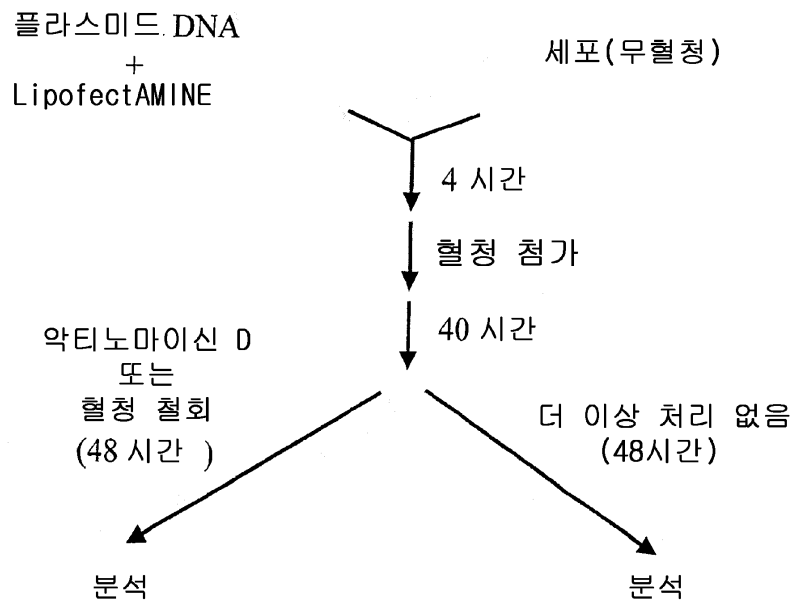 플라스미드 DNA
+
LipofectAMINE
세포(무혈청)
4 시간
혈청 첨가
40 시간
악티노마이신 D
또는
혈청 철회
(48 시간 )
더 이상 처리 없음
(48시간)
분석
분석